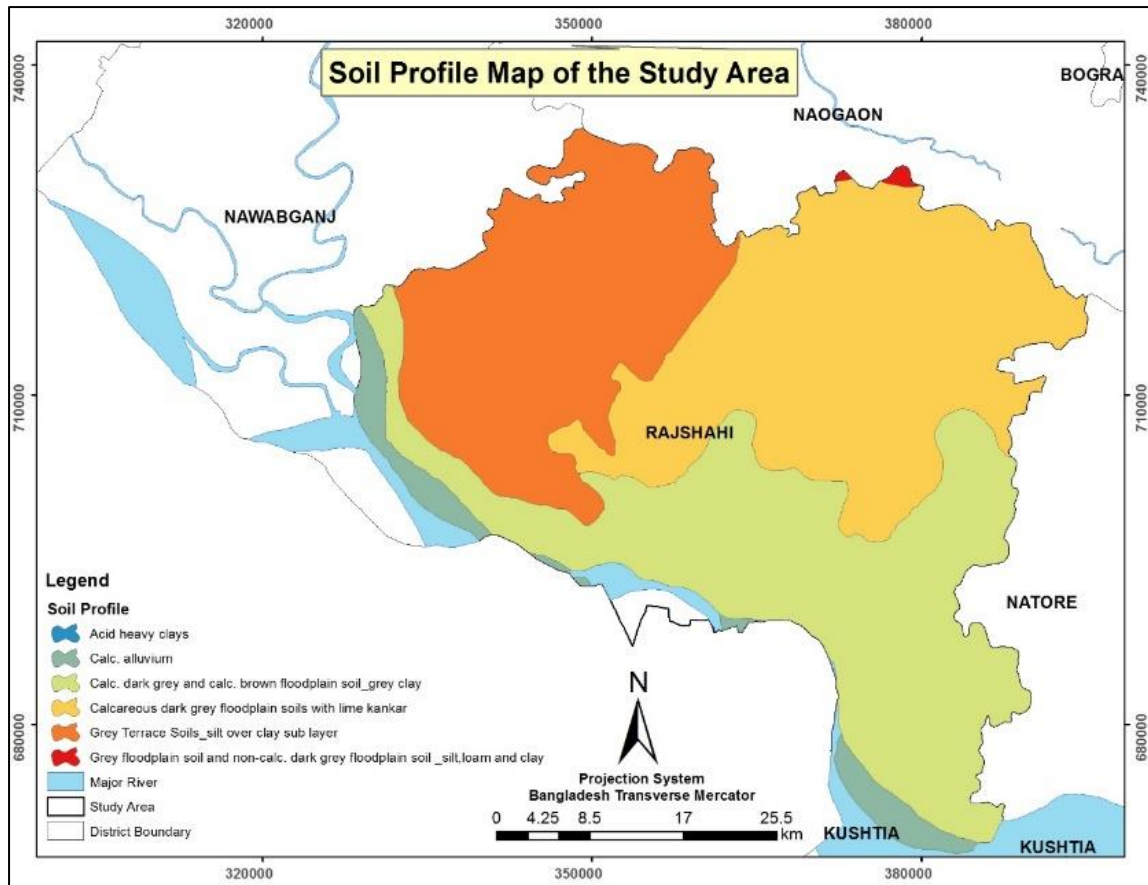 320000 350000 380000
Soil Profile Map of the Study Area
740000 740000
BOGRA
NAOGAON
NAWABGANJ
710000 710000
RAJSHAHI
NATORE
680000 680000
Legend
Soil Profile
Acid heavy clays
Calc. alluvium
Calc. dark grey and calc. brown floodplain soil_grey clay
Calcareous dark grey floodplain soils with lime kankar
Grey Terrace Soils_silt over clay sub layer
Grey floodplain soil and non-calc. dark grey floodplain soil _silt,loam and clay
Major River
Study Area
District Boundary
N
Projection System
Bangladesh Transverse Mercator
0 4.25 8.5 17 25.5
km
KUSHTIA
KUSHTIA
320000 350000 380000